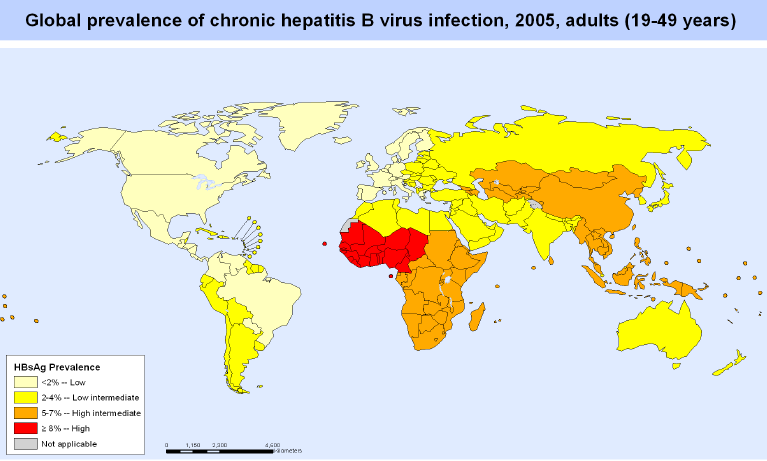 Global prevalence of chronic hepatitis B virus infection, 2005, adults (19-49 years)
HBsAg Prevalence
<2% -- Low
2-4% -- Low intermediate
5-7% -- High intermediate
≥ 8% -- High
Not applicable
0 1,150 2,300 4,600
Kilometers